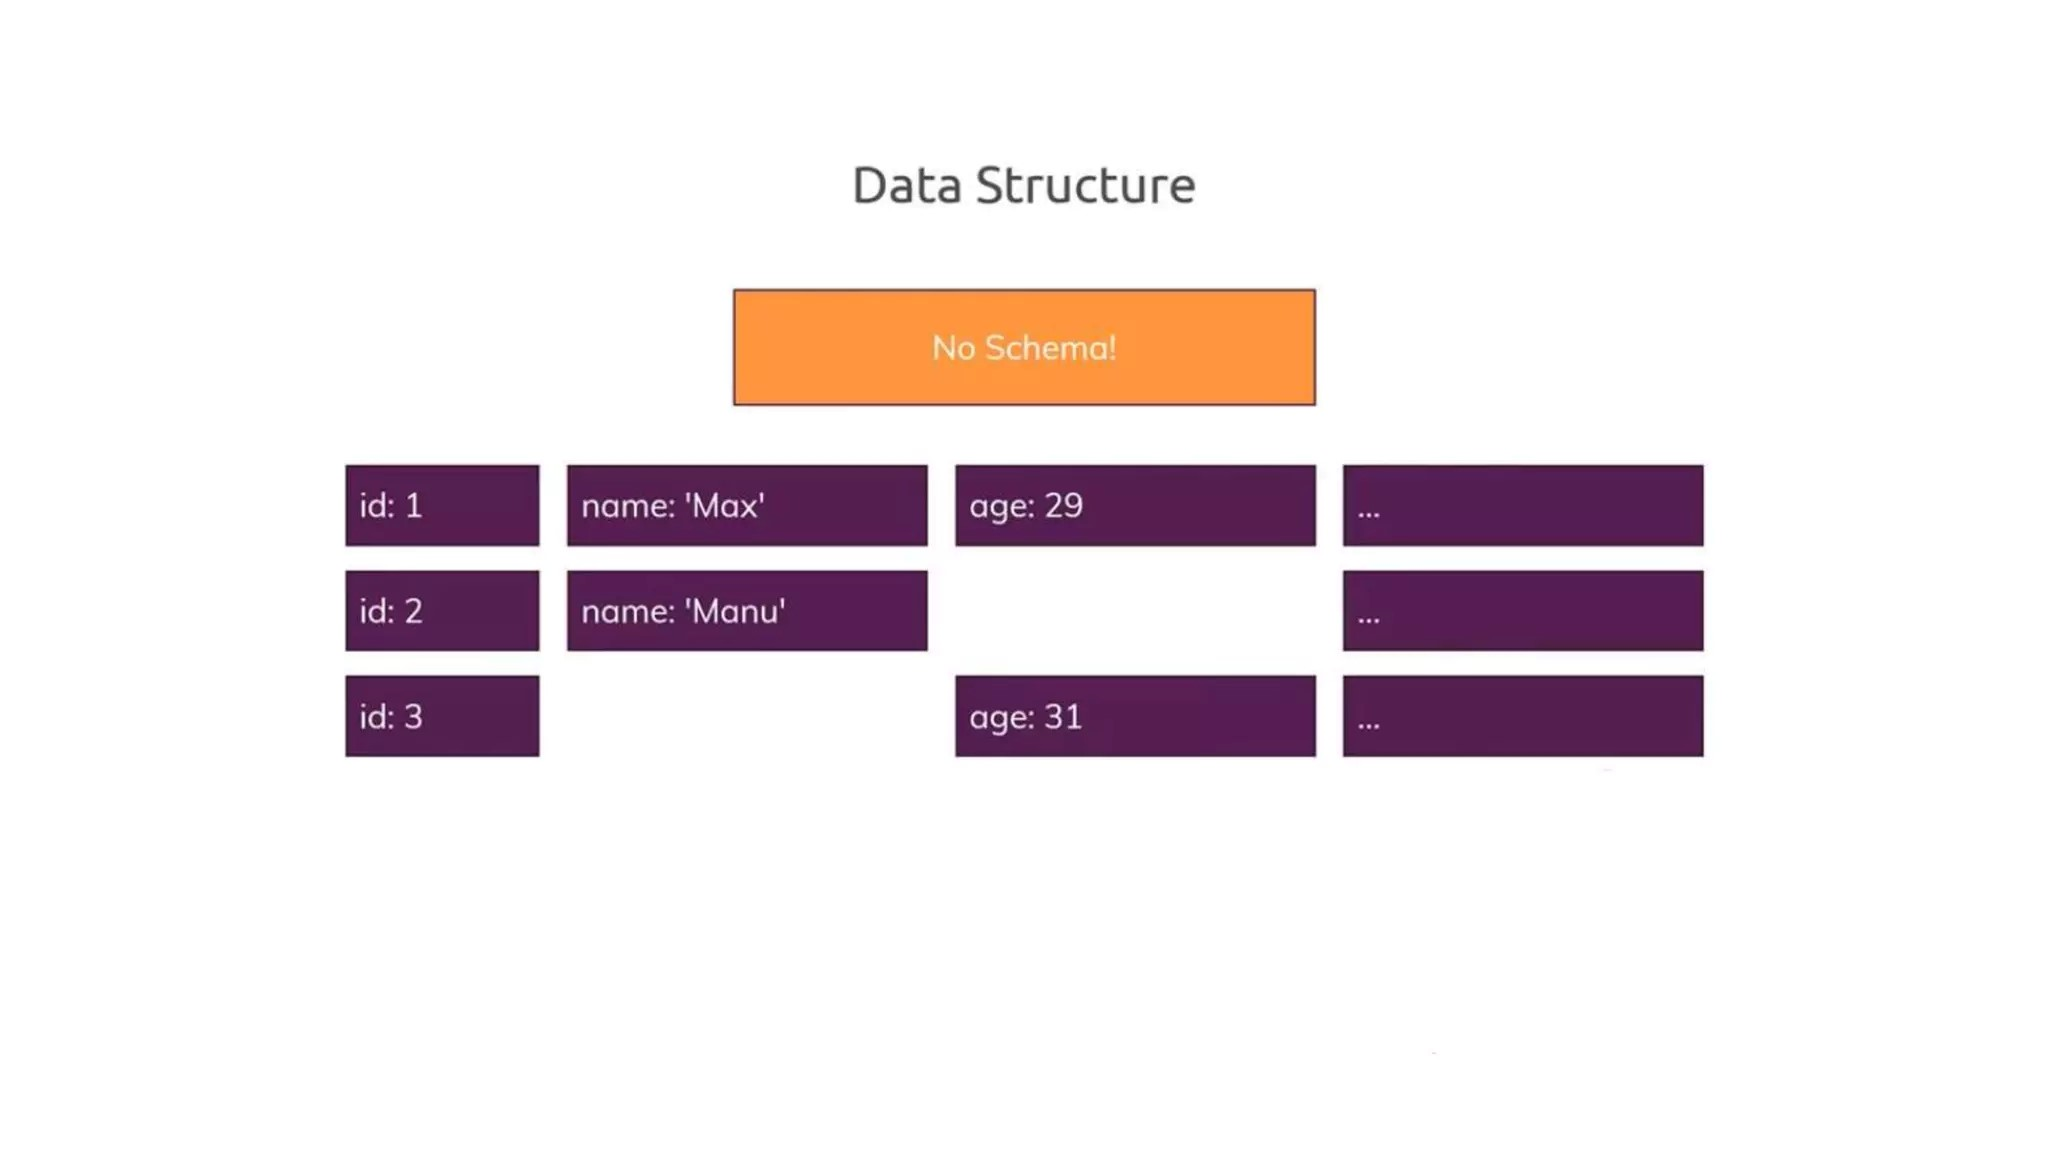 Data Structure
No Schema!
id: 1 name: 'Max' age: 29 ...
id: 2 name: 'Manu' ...
id: 3 age: 31 ...